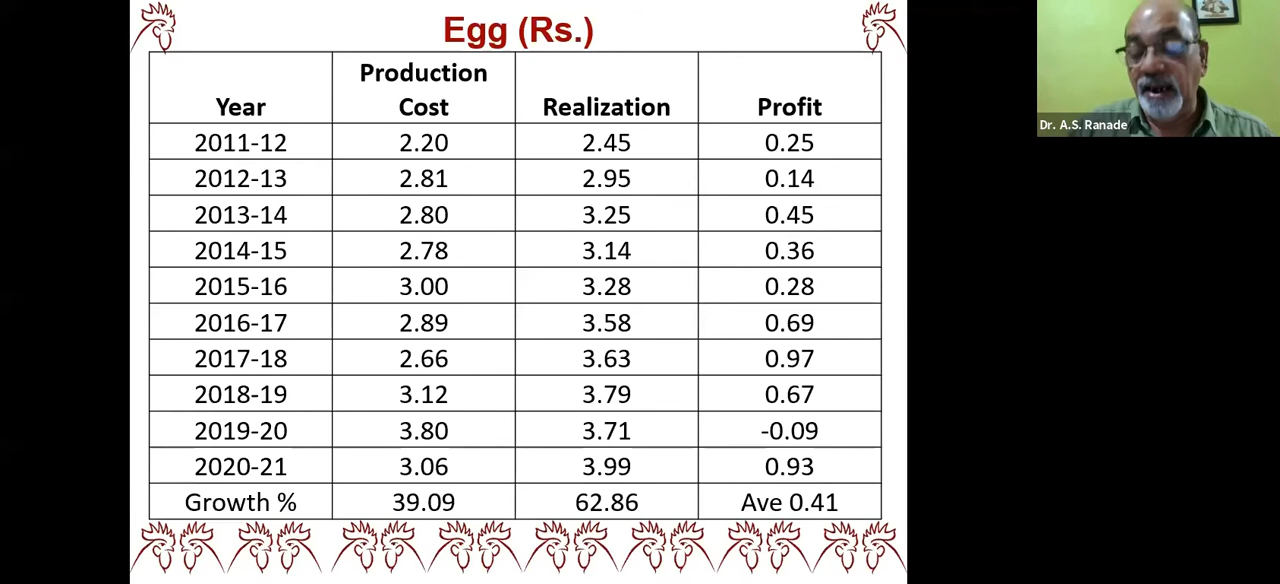 Egg (Rs.)
Year Production Cost Realization Profit
2011-12 2.20 2.45 0.25
2012-13 2.81 2.95 0.14
2013-14 2.80 3.25 0.45
2014-15 2.78 3.14 0.36
2015-16 3.00 3.28 0.28
2016-17 2.89 3.58 0.69
2017-18 2.66 3.63 0.97
2018-19 3.12 3.79 0.67
2019-20 3.80 3.71 -0.09
2020-21 3.06 3.99 0.93
Growth % 39.09 62.86 Ave 0.41
Dr. A.S. Ranade